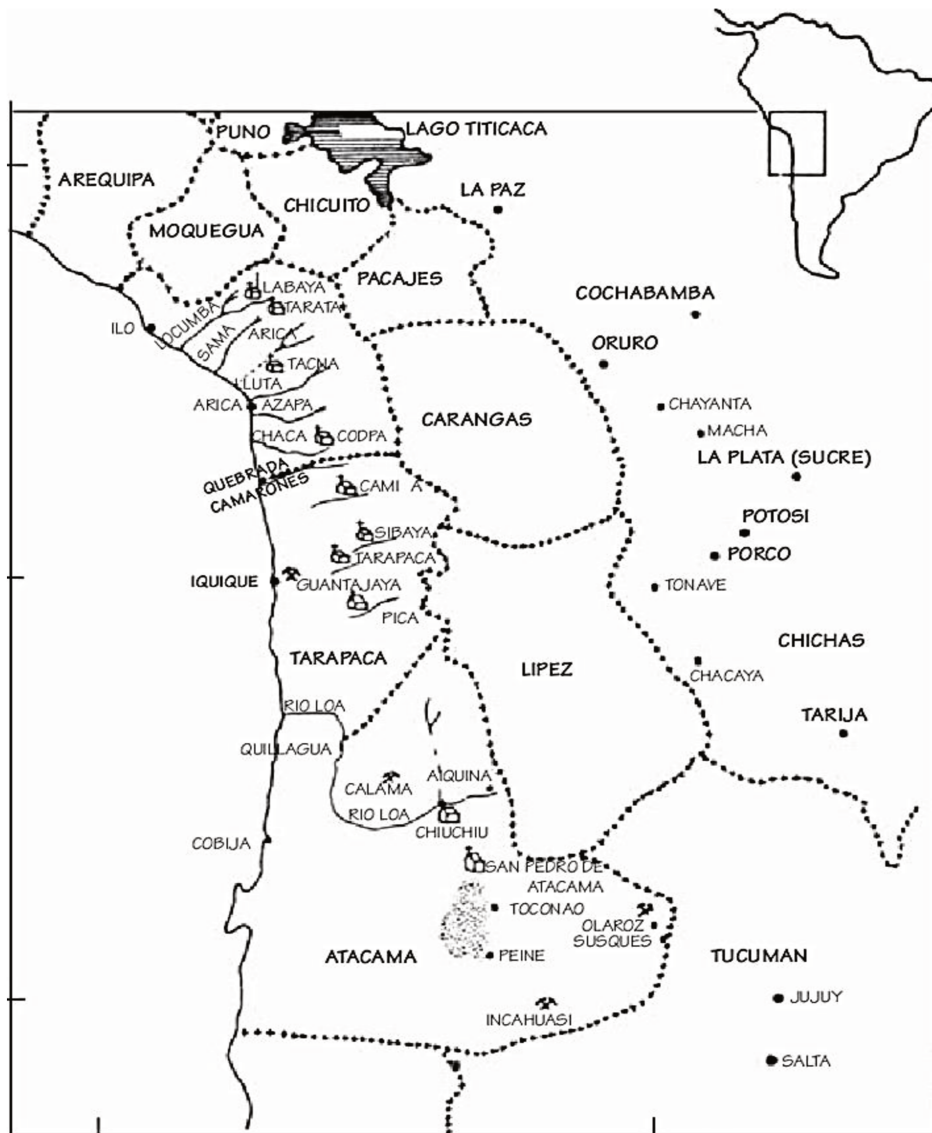 PUNO
LAGO TITICACA
AREQUIPA
LA PAZ
CHICUITO
MOQUEGUA
PACAJES
LABAYA
COCHABAMBA
TARATA
LOCUMBA
ILO
SAMA
ARICA
ORURO
TACNA
LLUTA
ARICA
AZAPA
CHAYANTA
CARANGAS
MACHA
CHACA
CODPA
LA PLATA (SUCRE)
QUEBRADA
CAMARONES
CAMI A
POTOSI
SIBAYA
TARAPACA
PORCO
IQUIQUE
GUANTAJAYA
TONAVE
PICA
CHICHAS
TARAPACA
LIPEZ
CHACAYA
RIO LOA
TARIJA
QUILLAGUA
CALAMA
AIQUINA
RIO LOA
CHIUCHIU
COBIJA
SAN PEDRO DE
ATACAMA
TOCONAO
OLAROZ
SUSQUES
ATACAMA
PEINE
TUCUMAN
JUJUY
INCAHUASI
SALTA